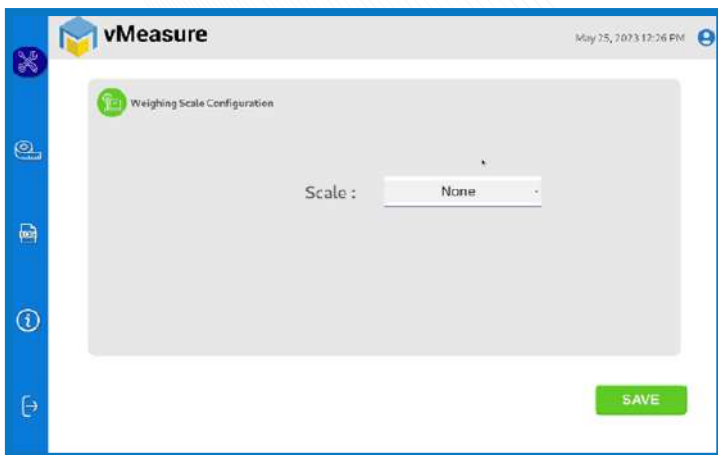 vMeasure
May 25, 2023 12:26 PM
Weighing Scale Configuration
Scale :
None
SAVE